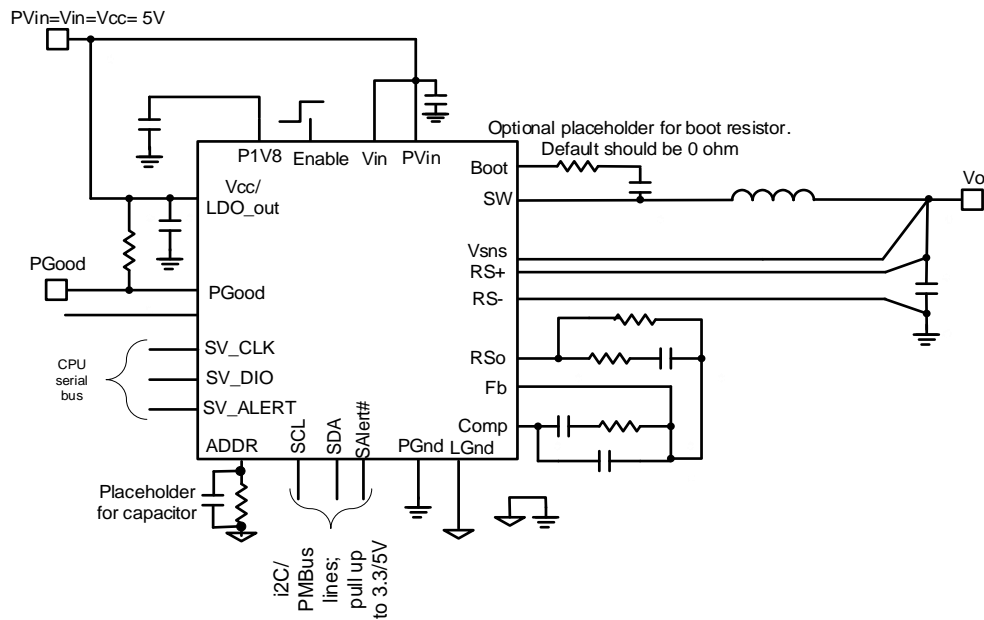 PVin=Vin=Vcc= 5V
Optional placeholder for boot resistor.
Default should be 0 ohm
P1V8
Enable
Vin
PVin
Boot
Vo
Vcc/
LDO_out
SW
Vsns
RS+
PGood
PGood
RS-
SV_CLK
RSo
CPU
serial
bus
SV_DIO
Fb
SV_ALERT
Comp
ADDR
SCL
SDA
SAlert#
PGnd
LGnd
Placeholder
for capacitor
i2C/
PMBus
lines;
pull up
to 3.3/5V